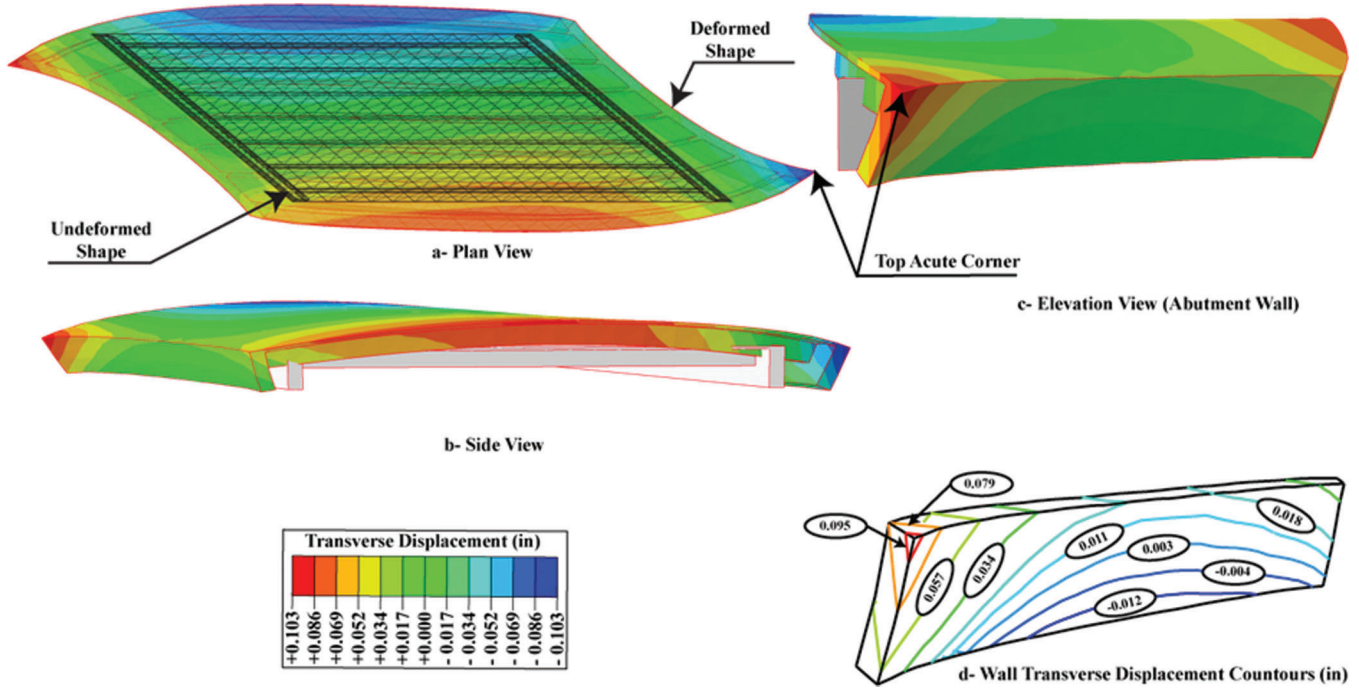 Deformed
Shape
Undeformed
Shape
a- Plan View
Top Acute Corner
c- Elevation View (Abutment Wall)
b- Side View
Transverse Displacement (in)
+0.103
+0.086
+0.069
+0.052
+0.034
+0.017
+0.000
- 0.017
- 0.034
- 0.052
- 0.069
- 0.086
- 0.103
0.079
0.095
0.018
0.011
0.003
0.034
0.057
-0.004
-0.012
d- Wall Transverse Displacement Countours (in)